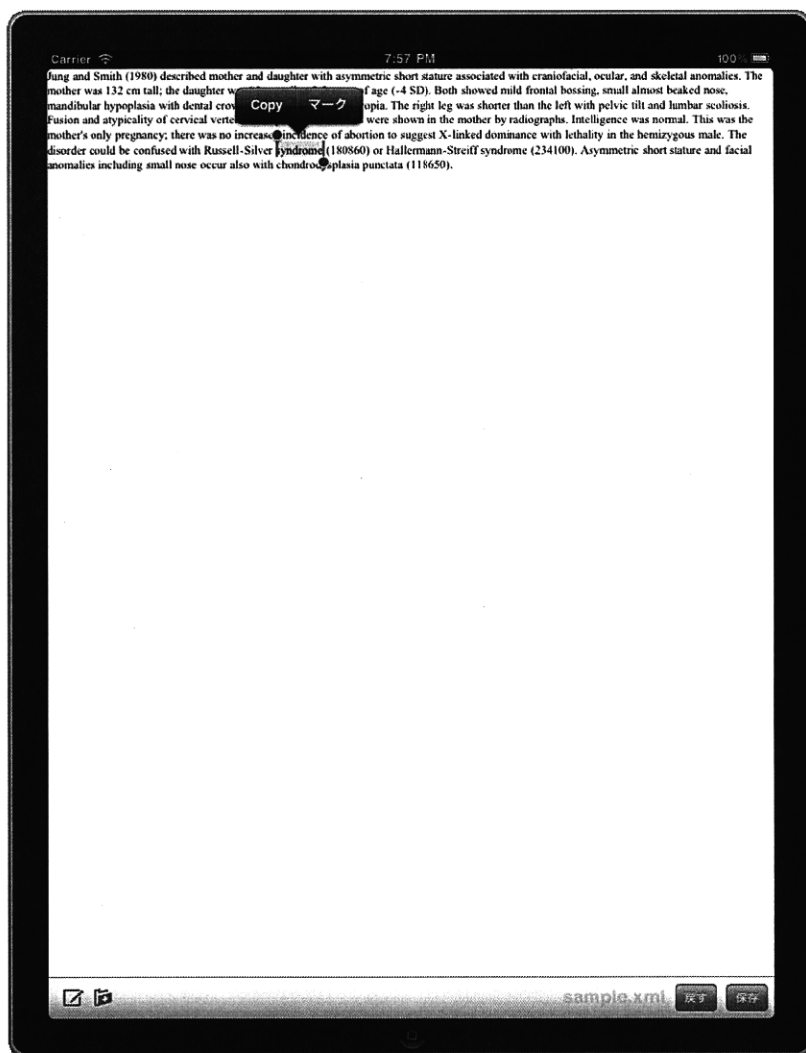 Carrier 7:57 PM 100%
Jung and Smith (1980) described mother and daughter with asymmetric short stature associated with craniofacial, ocular, and skeletal anomalies. The
mother was 132 cm tall; the daughter w of age (-4 SD). Both showed mild frontal bossing, small almost beaked nose,
mandibular hypoplasia with dental crov opia. The right leg was shorter than the left with pelvic tilt and lumbar scoliosis.
Copy マーク
Fusion and atypicality of cervical verte were shown in the mother by radiographs. Intelligence was normal. This was the
mother's only pregnancy; there was no increase incidence of abortion to suggest X-linked dominance with lethality in the hemizygous male. The
disorder could be confused with Russell-Silver syndrome (180860) or Hallermann-Streiff syndrome (234100). Asymmetric short stature and facial
anomalies including small nose occur also with chondrodysplasia punctata (118650).
sample.xml 戻す 保存